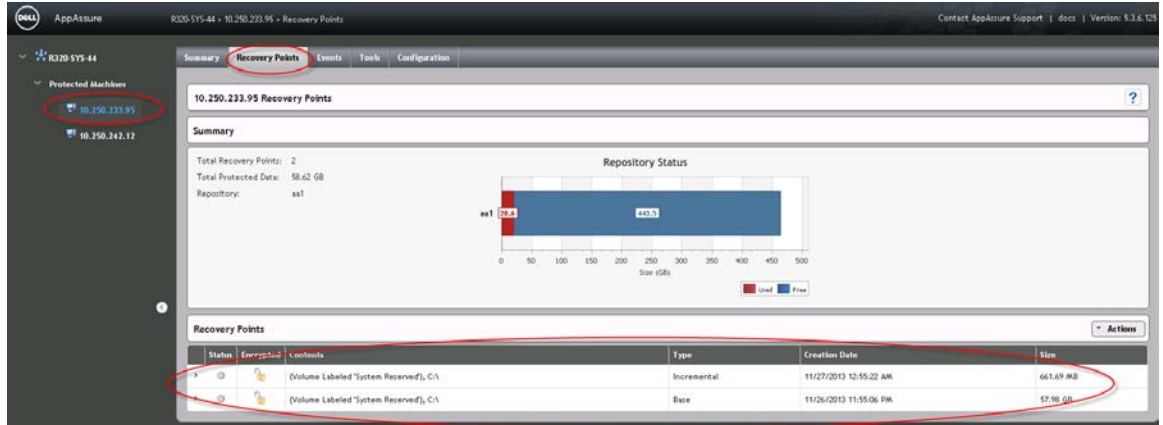 DELL AppAssure R320-SYS-44 » 10.250.233.95 » Recovery Points Contact AppAssure Support | docs | Version: 5.3.6.125
R320-SYS-44
Protected Machines
10.250.233.95
10.250.242.12
Summary Recovery Points Events Tools Configuration
10.250.233.95 Recovery Points ?
Summary
Total Recovery Points: 2
Total Protected Data: 58.62 GB
Repository: aa1
Repository Status
aa1 20.6 443.5
0 50 100 150 200 250 300 350 400 450 500
Size (GB)
Used Free
Recovery Points Actions
Status Encrypted Contents Type Creation Date Size
(Volume Labeled 'System Reserved'), C:\ Incremental 11/27/2013 12:55:22 AM 661.69 MB
(Volume Labeled 'System Reserved'), C:\ Base 11/26/2013 11:55:06 PM 57.98 GB